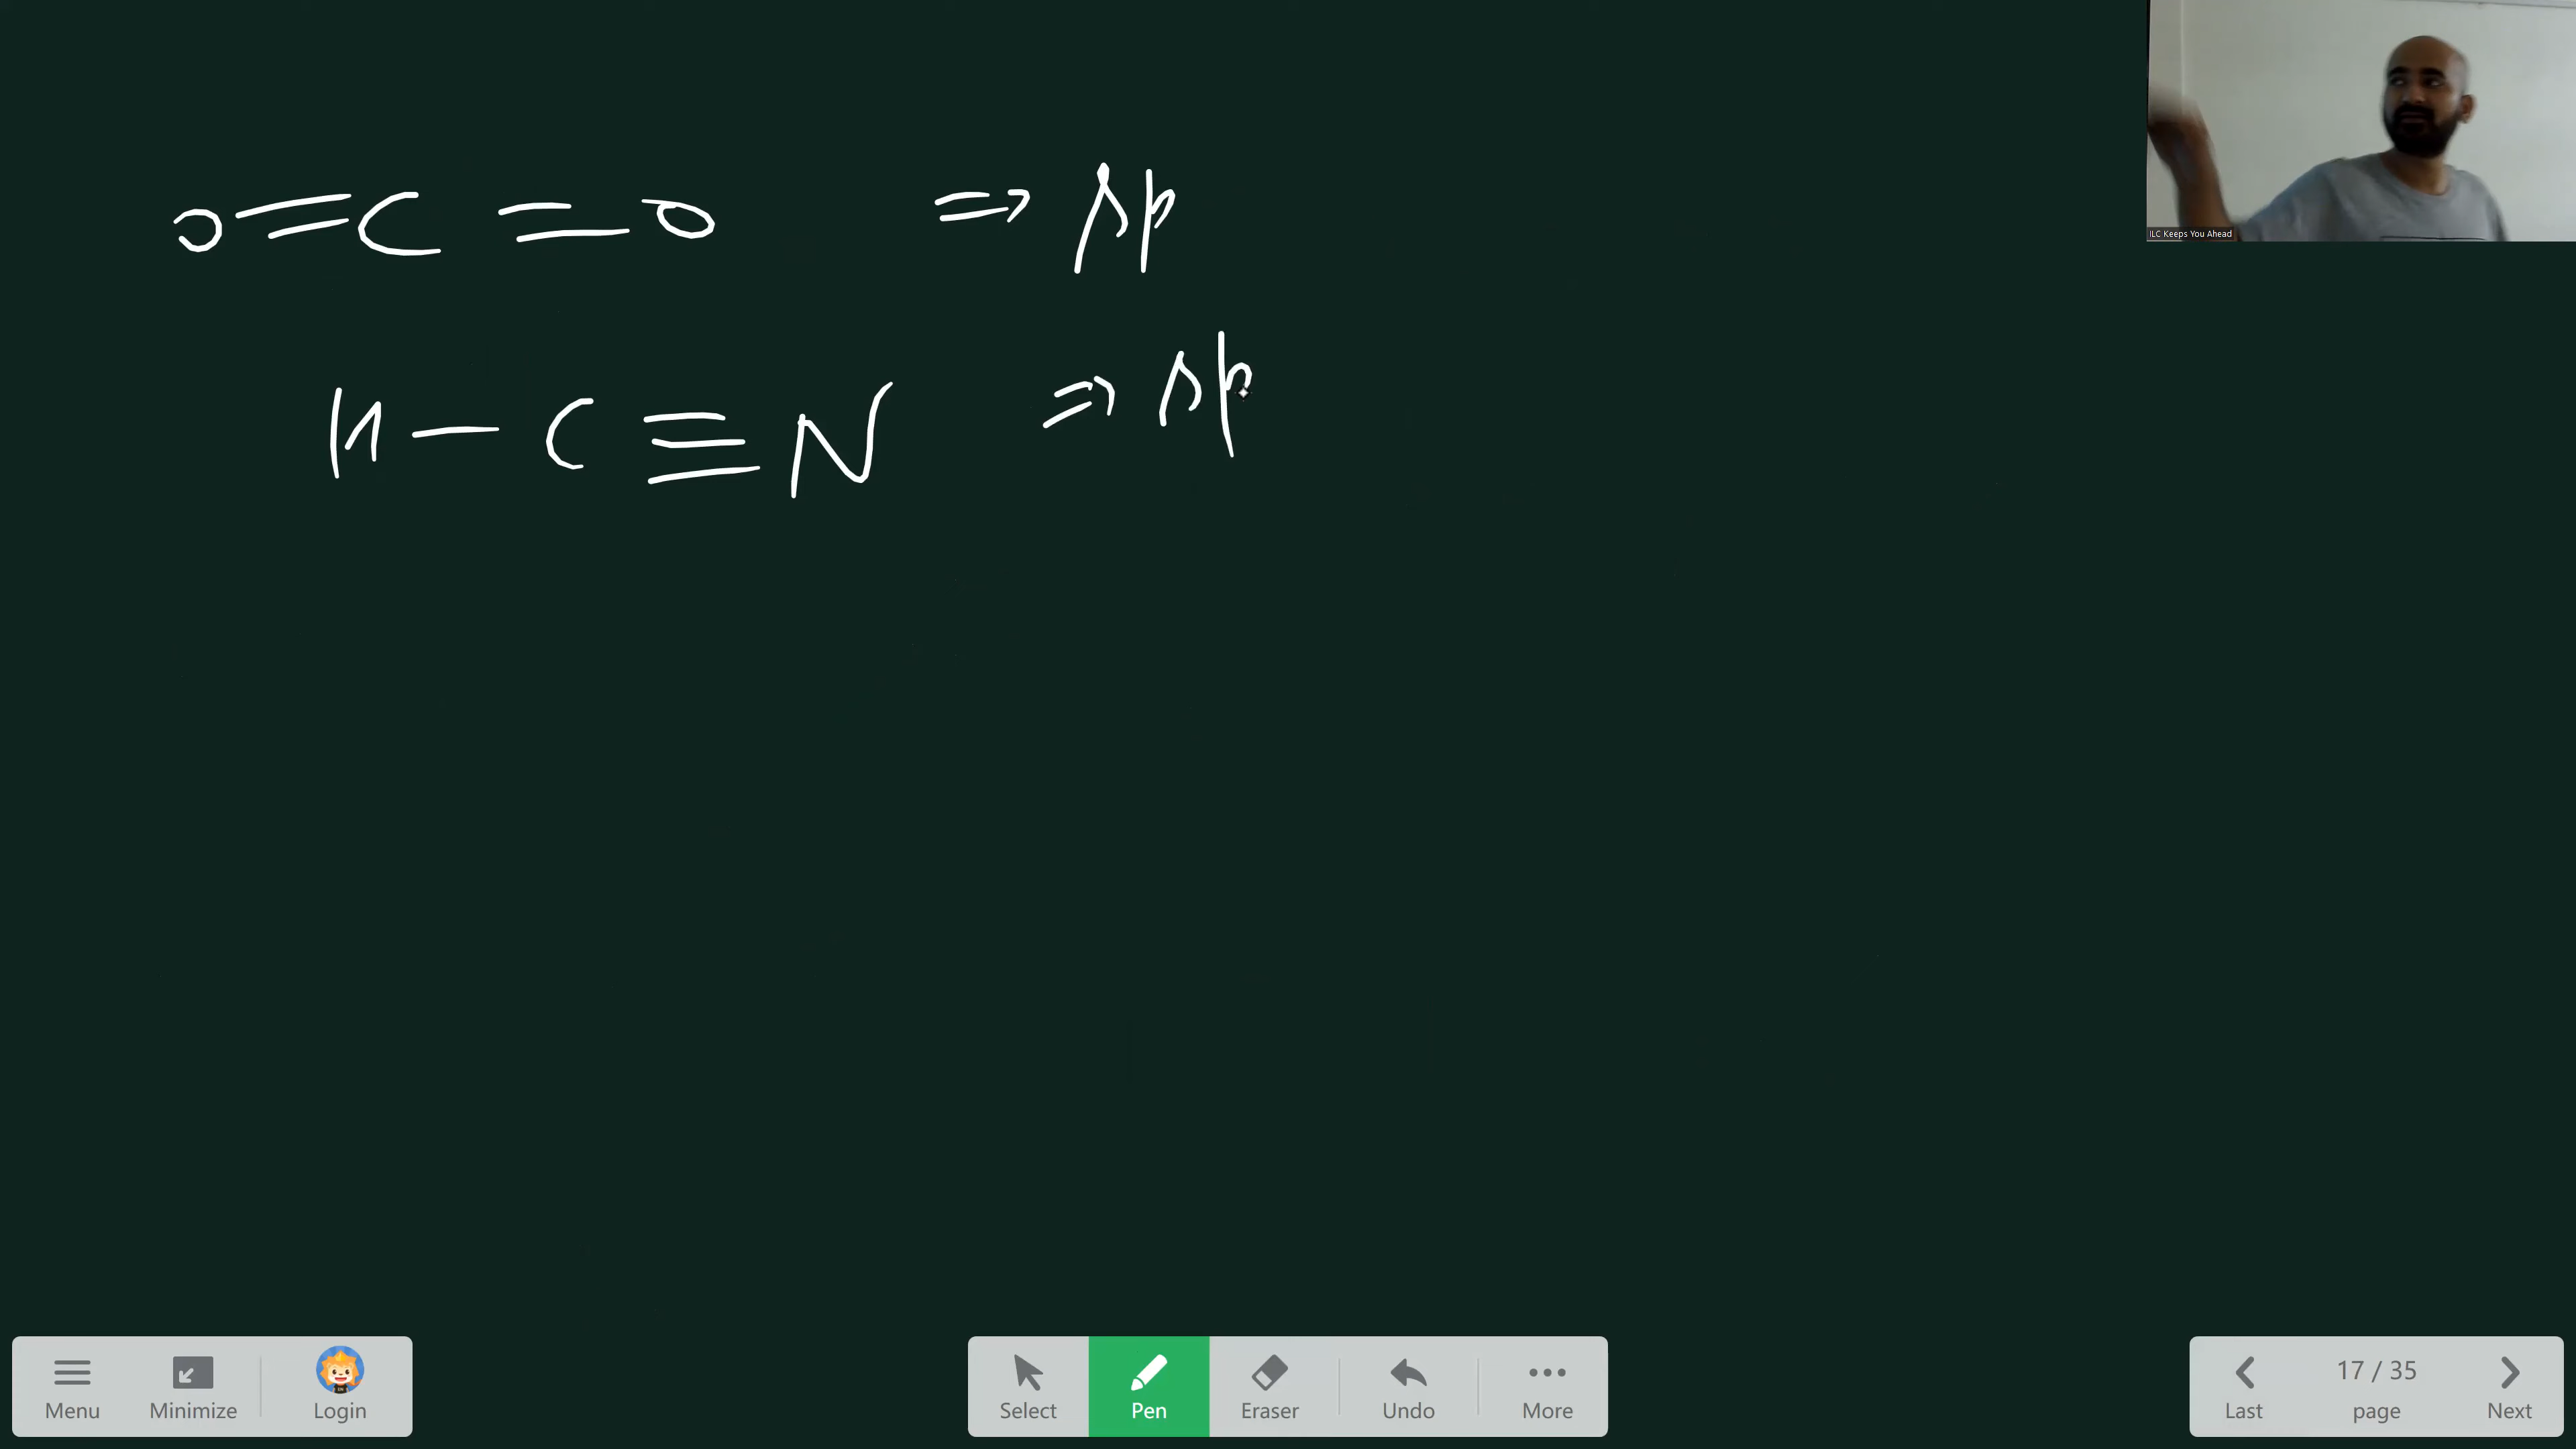 O=C=O ⇒ sp
H-C≡N ⇒ sp
ILC Keeps You Ahead
Menu Minimize Login
Select Pen Eraser Undo More
17 / 35
Last page Next